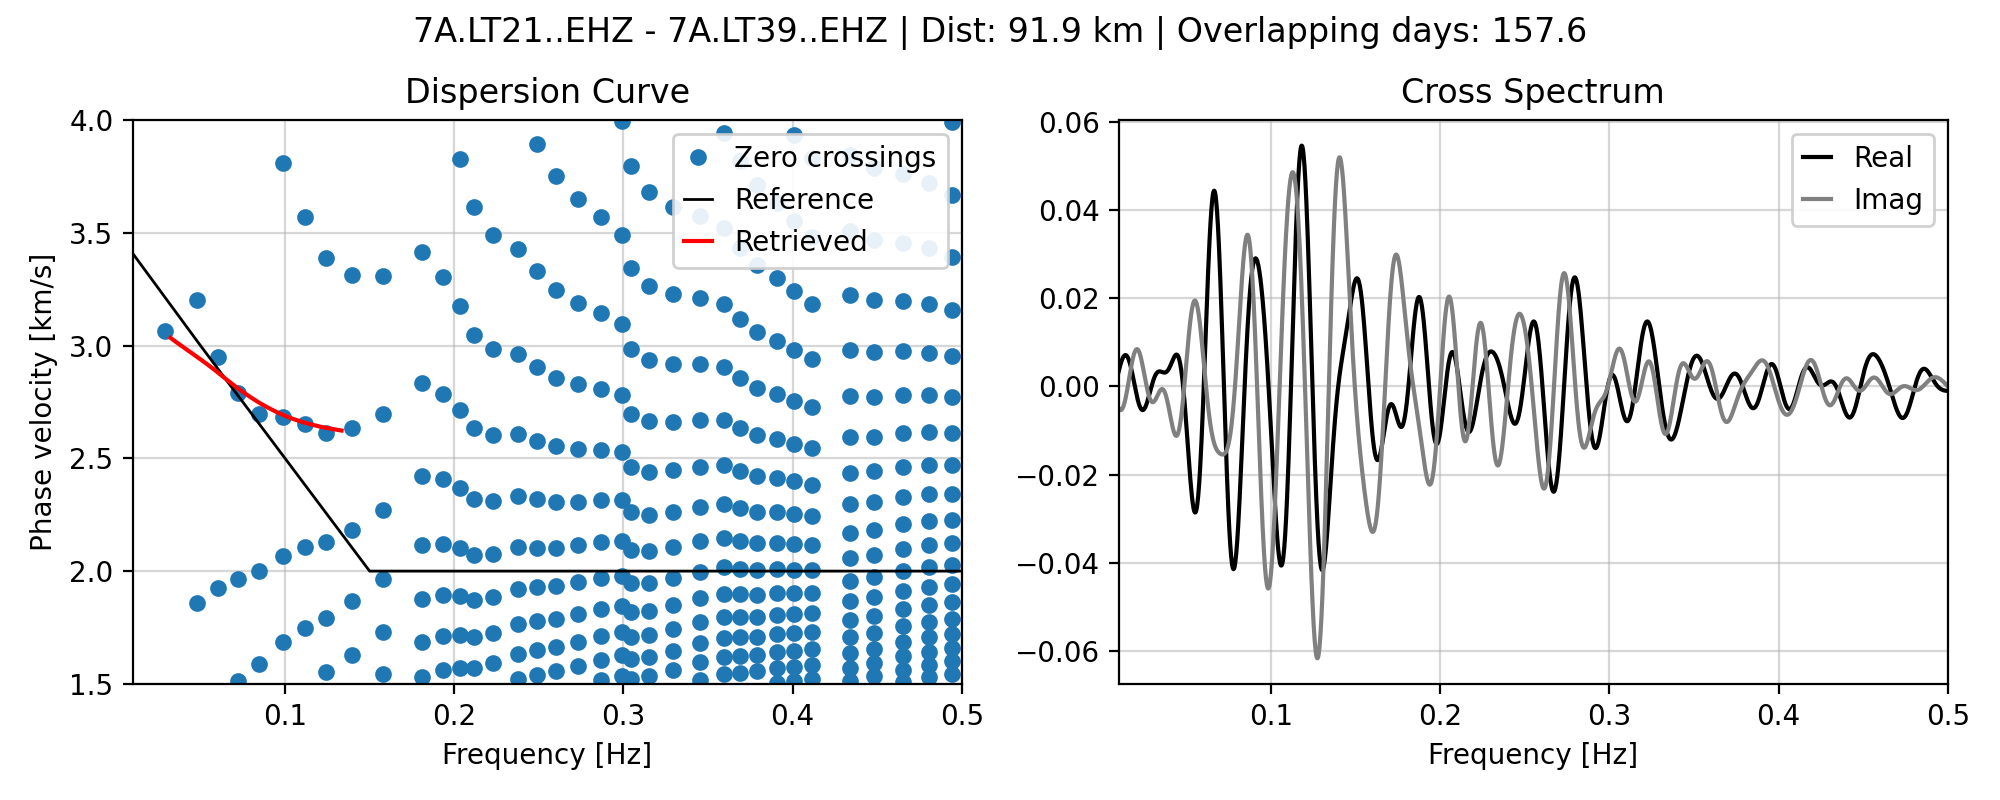 7A.LT21..EHZ - 7A.LT39..EHZ | Dist: 91.9 km | Overlapping days: 157.6
Dispersion Curve
Phase velocity [km/s]
4.0
3.5
3.0
2.5
2.0
1.5
Zero crossings
Reference
Retrieved
0.1 0.2 0.3 0.4 0.5
Frequency [Hz]
Cross Spectrum
0.06
0.04
0.02
0.00
−0.02
−0.04
−0.06
Real
Imag
0.1 0.2 0.3 0.4 0.5
Frequency [Hz]